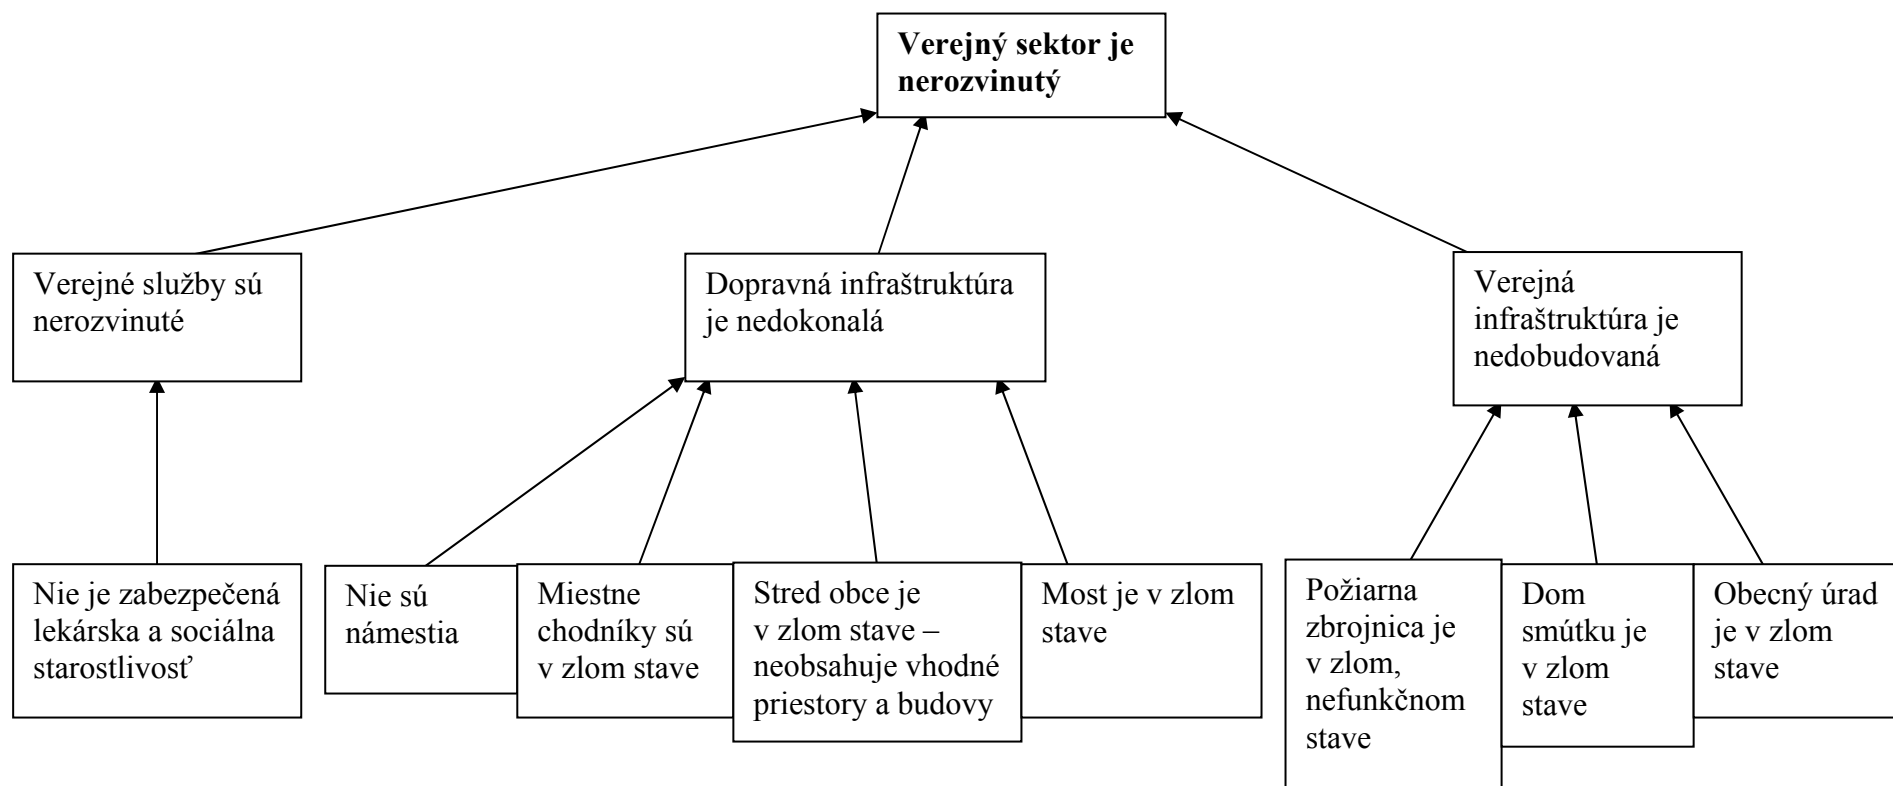 Verejný sektor je
nerozvinutý
Verejné služby sú
nerozvinuté
Dopravná infraštruktúra
je nedokonalá
Verejná
infraštruktúra je
nedobudovaná
Nie je zabezpečená
lekárska a sociálna
starostlivosť
Nie sú
námestia
Miestne
chodníky sú
v zlom stave
Stred obce je
v zlom stave –
neobsahuje vhodné
priestory a budovy
Most je v zlom
stave
Požiarna
zbrojnica je
v zlom,
nefunkčnom
stave
Dom
smútku je
v zlom
stave
Obecný úrad
je v zlom
stave